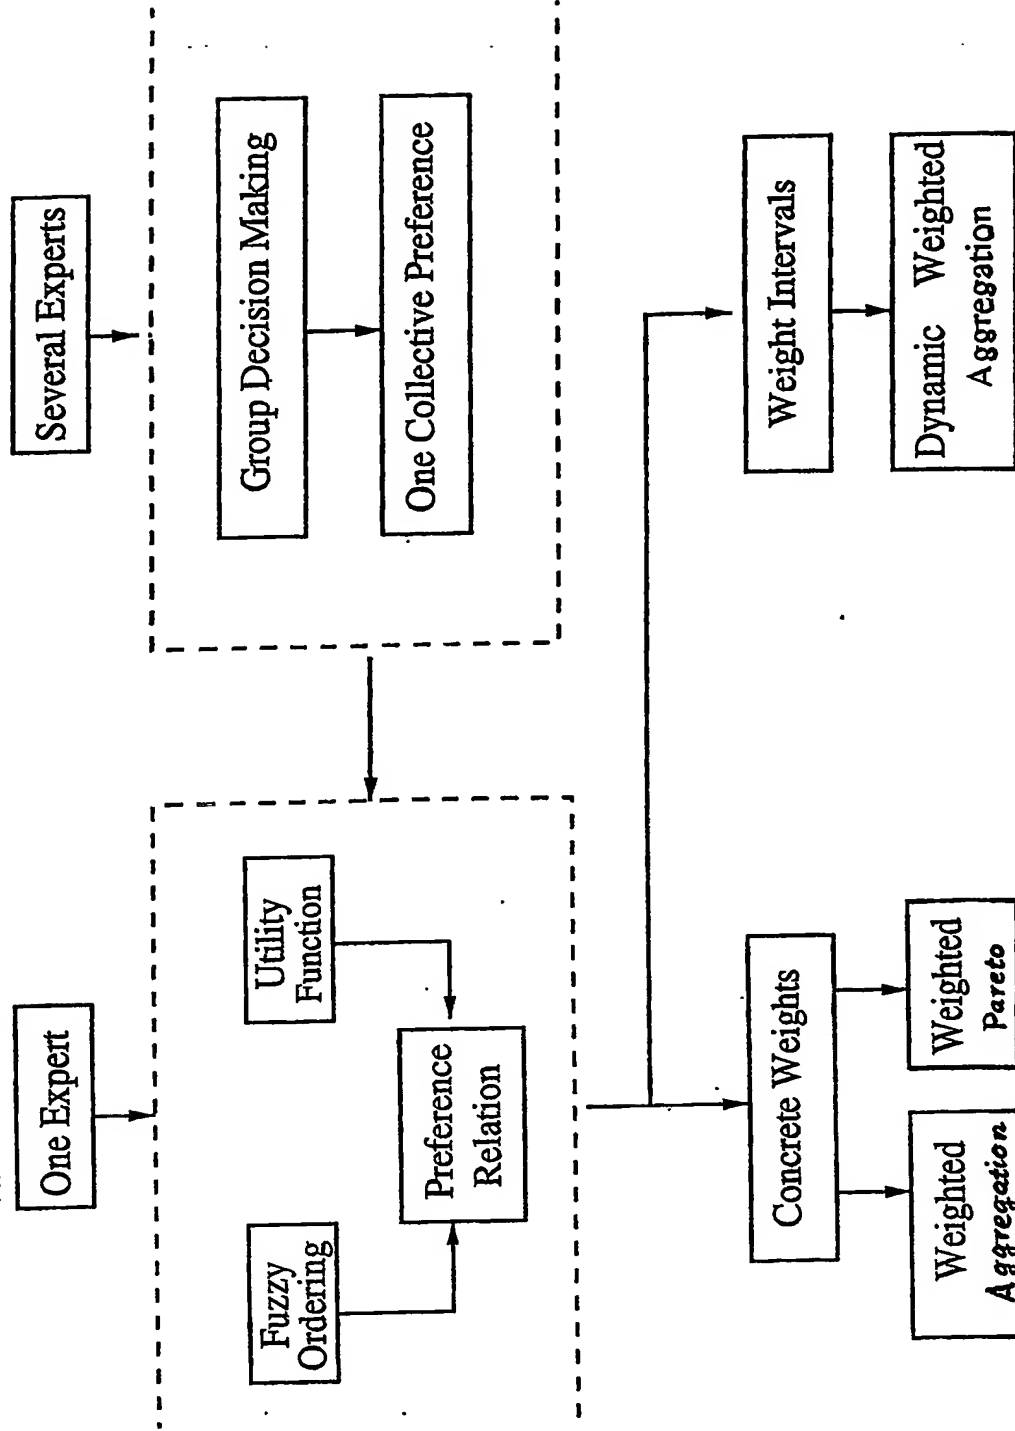 One Expert
Several Experts
Fuzzy
Ordering
Utility
Function
Preference
Relation
Group Decision Making
One Collective Preference
Concrete Weights
Weight Intervals
Weighted
Aggregation
Weighted
Pareto
Dynamic Weighted
Aggregation